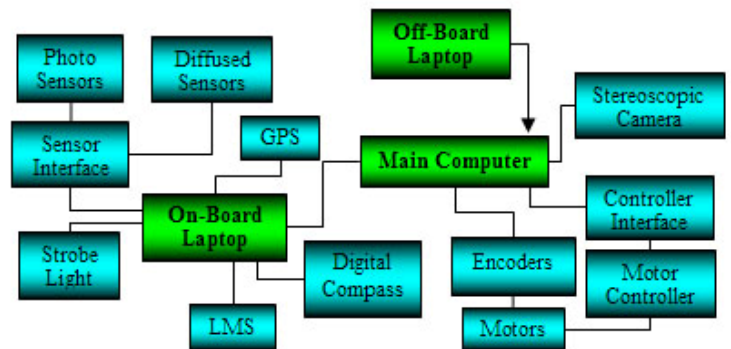 Photo
Sensors
Diffused
Sensors
Off-Board
Laptop
Stereoscopic
Camera
Sensor
Interface
GPS
Main Computer
On-Board
Laptop
Controller
Interface
Strobe
Light
Digital
Compass
Encoders
Motor
Controller
LMS
Motors